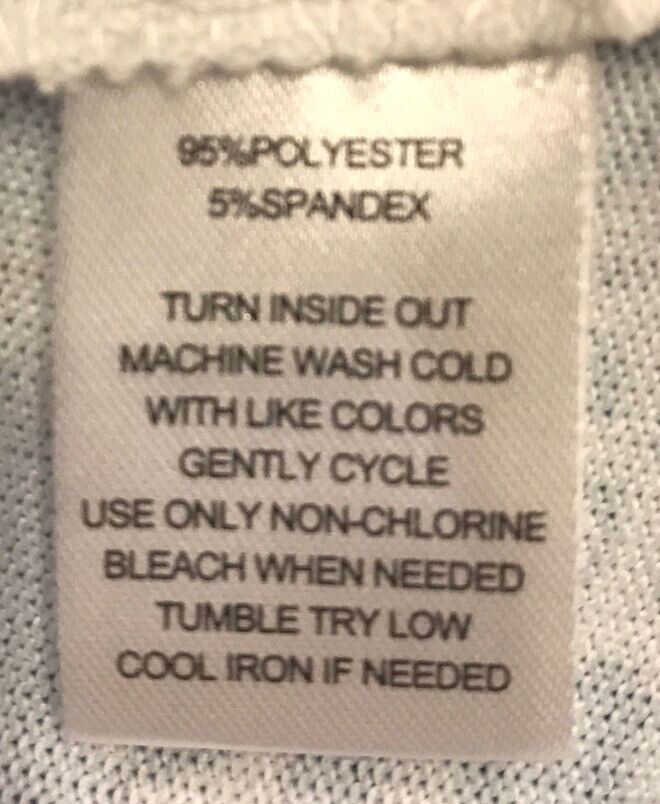 95%POLYESTER
5%SPANDEX
TURN INSIDE OUT
MACHINE WASH COLD
WITH LIKE COLORS
GENTLY CYCLE
USE ONLY NON-CHLORINE
BLEACH WHEN NEEDED
TUMBLE TRY LOW
COOL IRON IF NEEDED